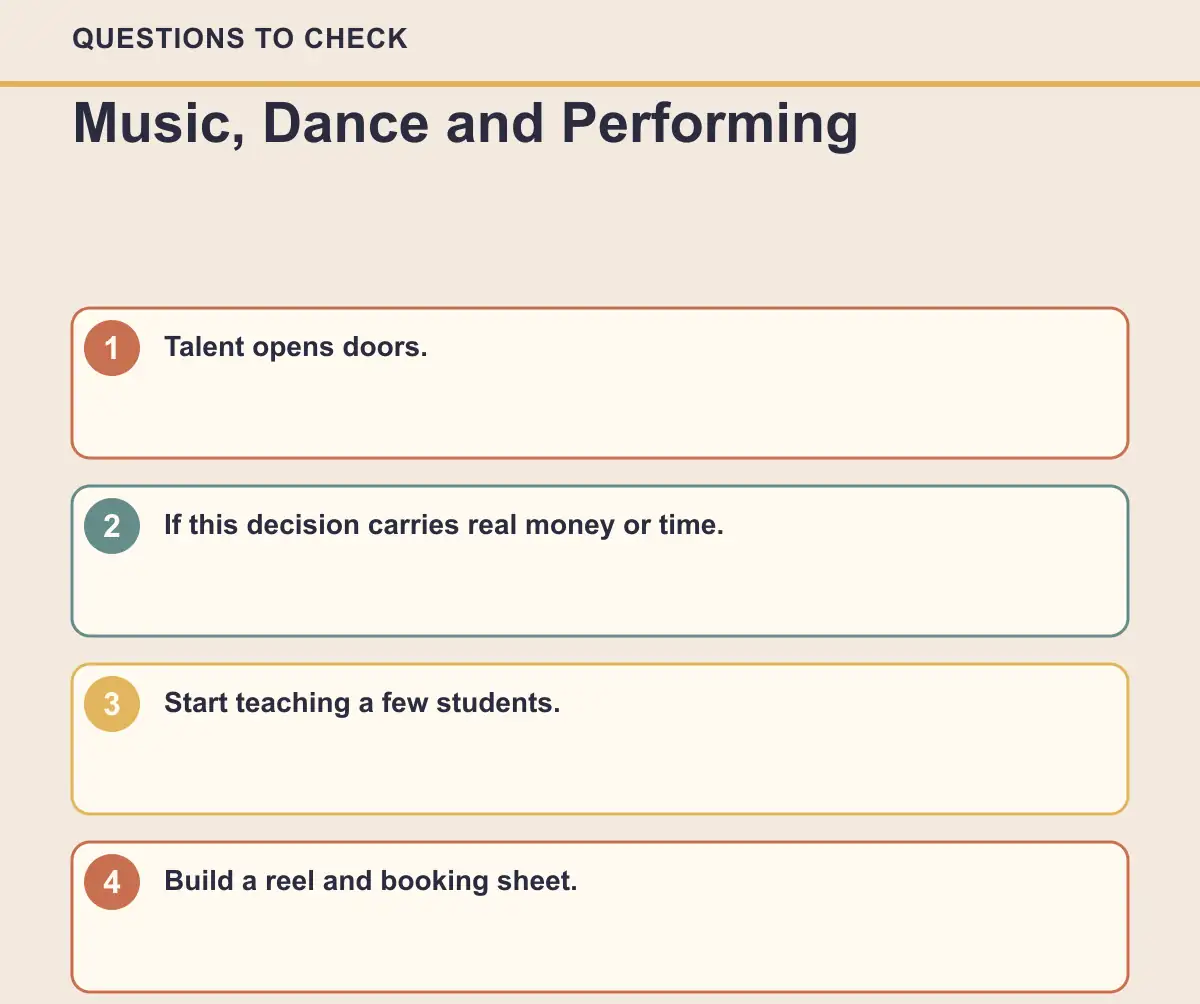 QUESTIONS TO CHECK
Music, Dance and Performing
1 Talent opens doors.
2 If this decision carries real money or time.
3 Start teaching a few students.
4 Build a reel and booking sheet.